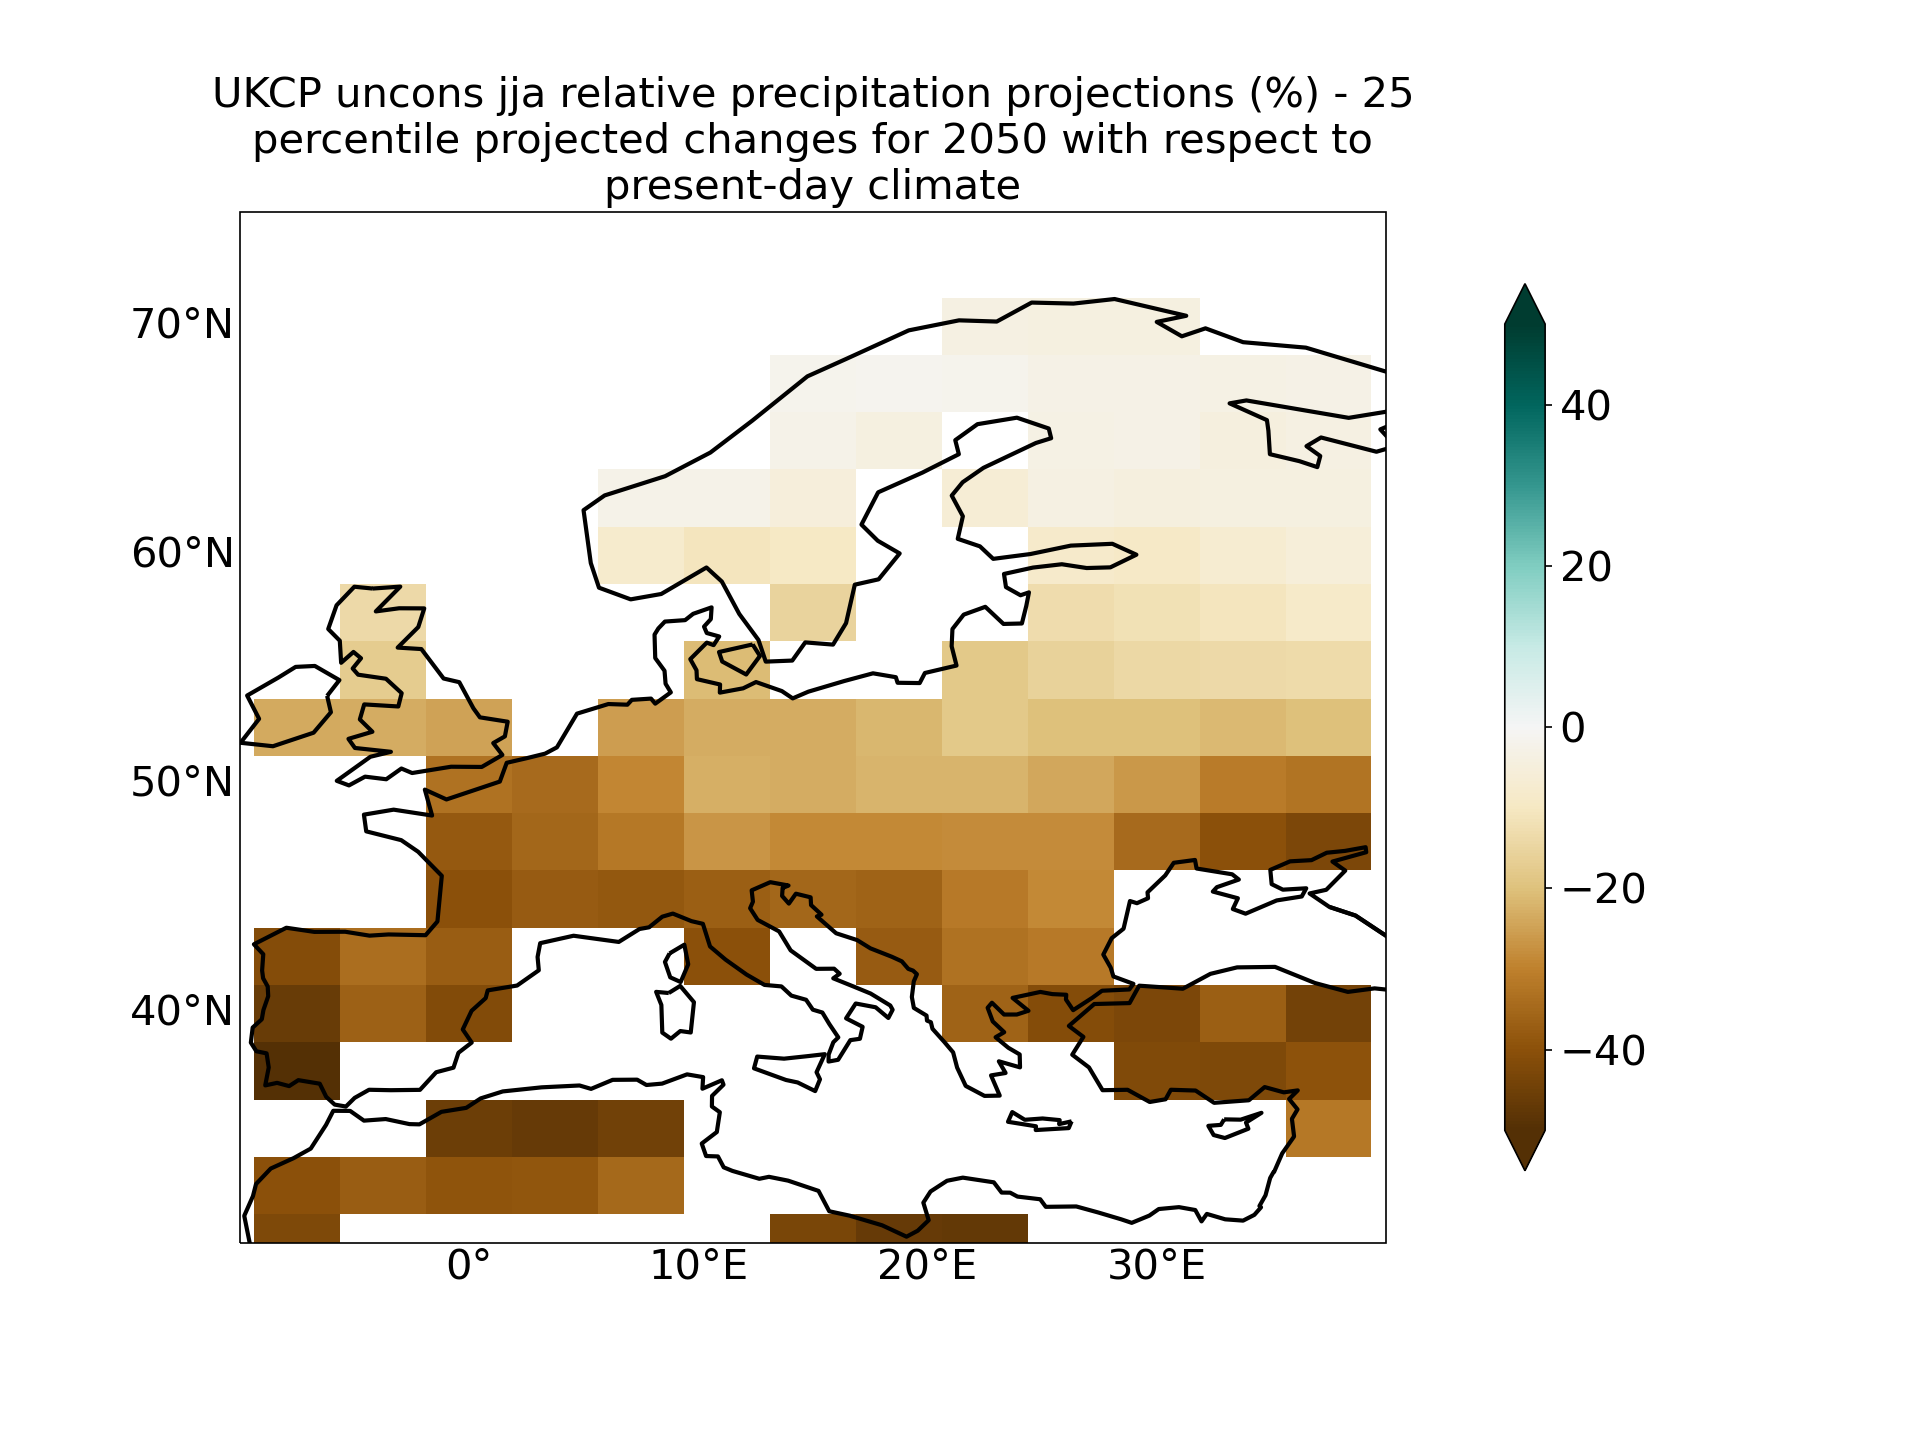 UKCP uncons jja relative precipitation projections (%) - 25
percentile projected changes for 2050 with respect to
present-day climate
70°N
60°N
50°N
40°N
0°
10°E
20°E
30°E
40
20
0
−20
−40